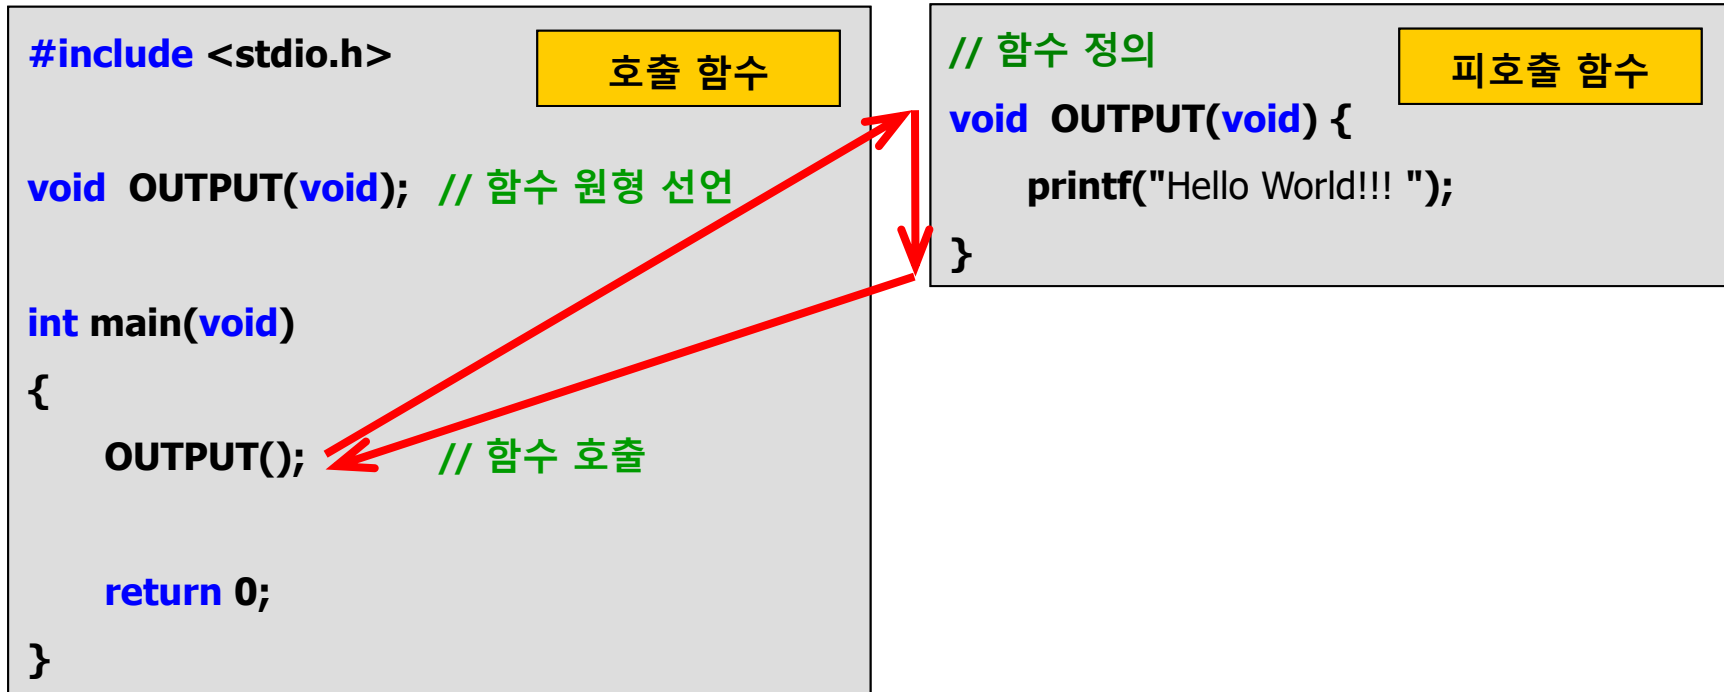 #include <stdio.h>
호출 함수
void OUTPUT(void); // 함수 원형 선언
int main(void)
{
OUTPUT(); // 함수 호출
return 0;
}
// 함수 정의
피호출 함수
void OUTPUT(void) {
printf("Hello World!!! ");
}